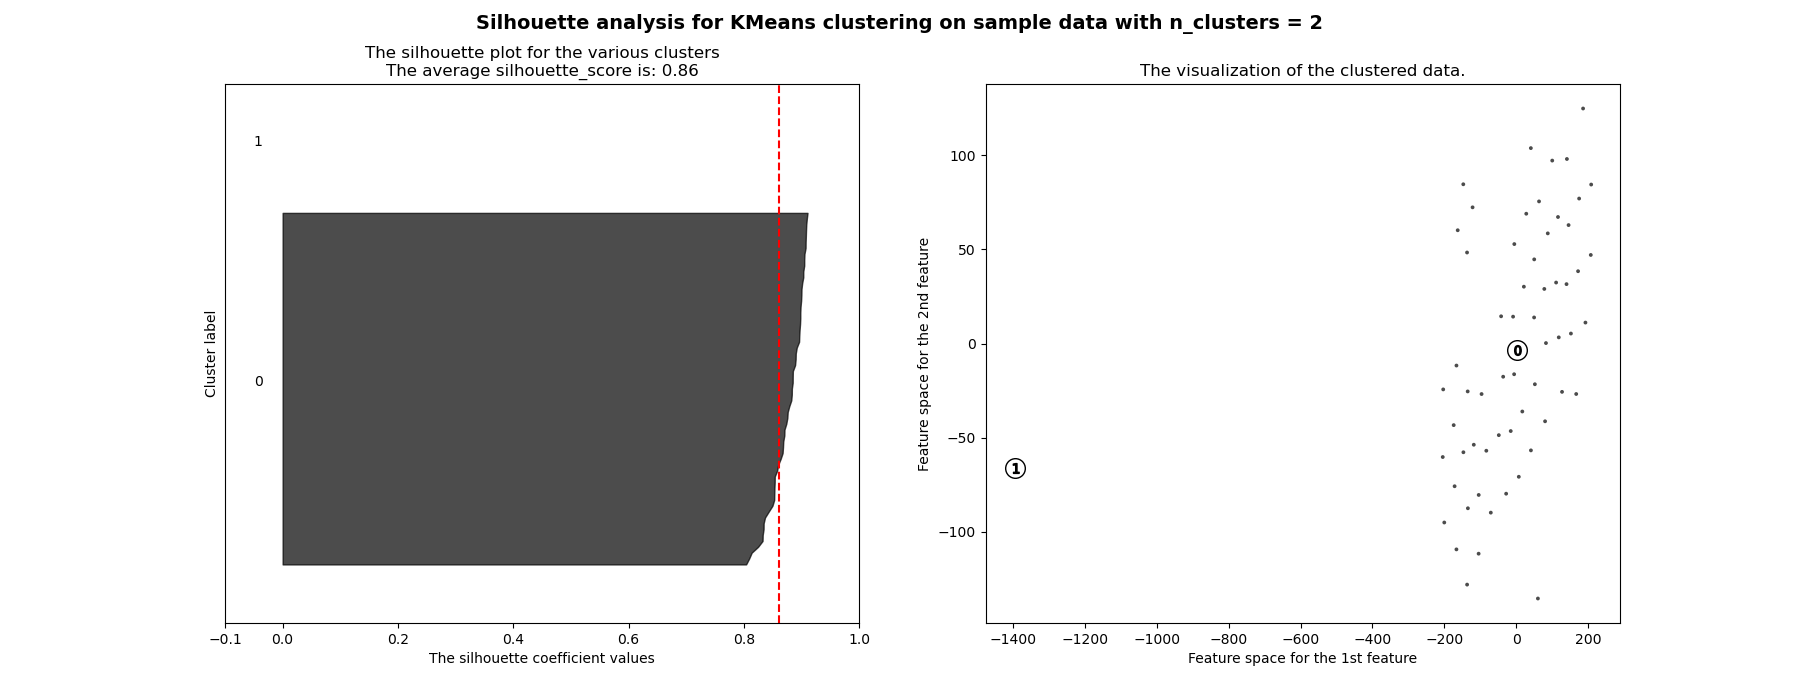 Silhouette analysis for KMeans clustering on sample data with n_clusters = 2
The silhouette plot for the various clusters
The average silhouette_score is: 0.86
1
0
Cluster label
−0.1 0.0 0.2 0.4 0.6 0.8 1.0
The silhouette coefficient values
The visualization of the clustered data.
100
50
0
−50
−100
Feature space for the 2nd feature
0
1
−1400 −1200 −1000 −800 −600 −400 −200 0 200
Feature space for the 1st feature